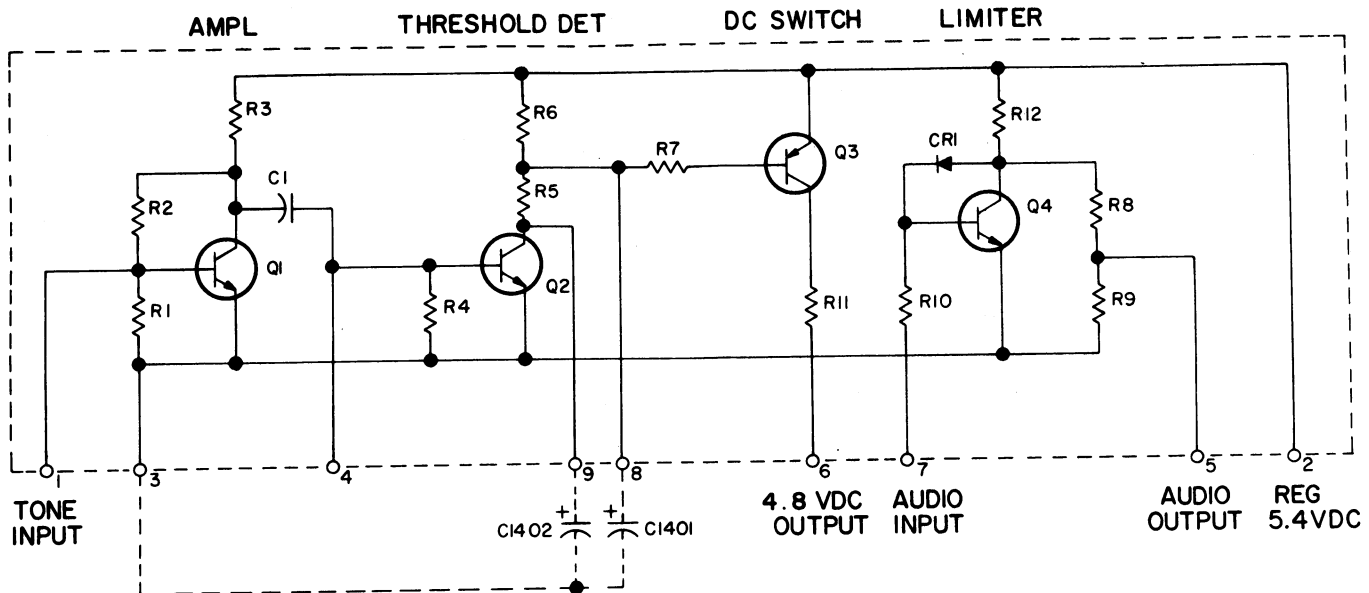 AMPL
THRESHOLD DET
DC SWITCH
LIMITER
R3
R6
R12
R7
Q3
CR1
C1
R2
R5
Q4
R8
Q1
Q2
R1
R4
R11
R10
R9
1
3
4
9
8
6
7
5
2
TONE
INPUT
C1402
+
C1401
+
4.8 VDC
OUTPUT
AUDIO
INPUT
AUDIO
OUTPUT
REG
5.4VDC